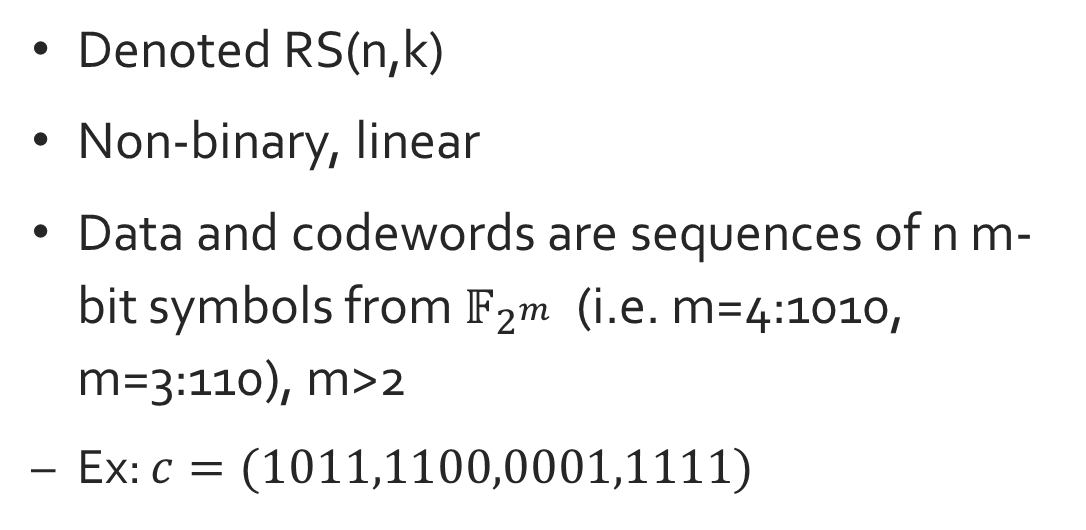 • Denoted RS(n,k)
• Non-binary, linear
• Data and codewords are sequences of n m-
bit symbols from 𝔽₂ᵐ (i.e. m=4:1010,
m=3:110), m>2
– Ex: c = (1011,1100,0001,1111)